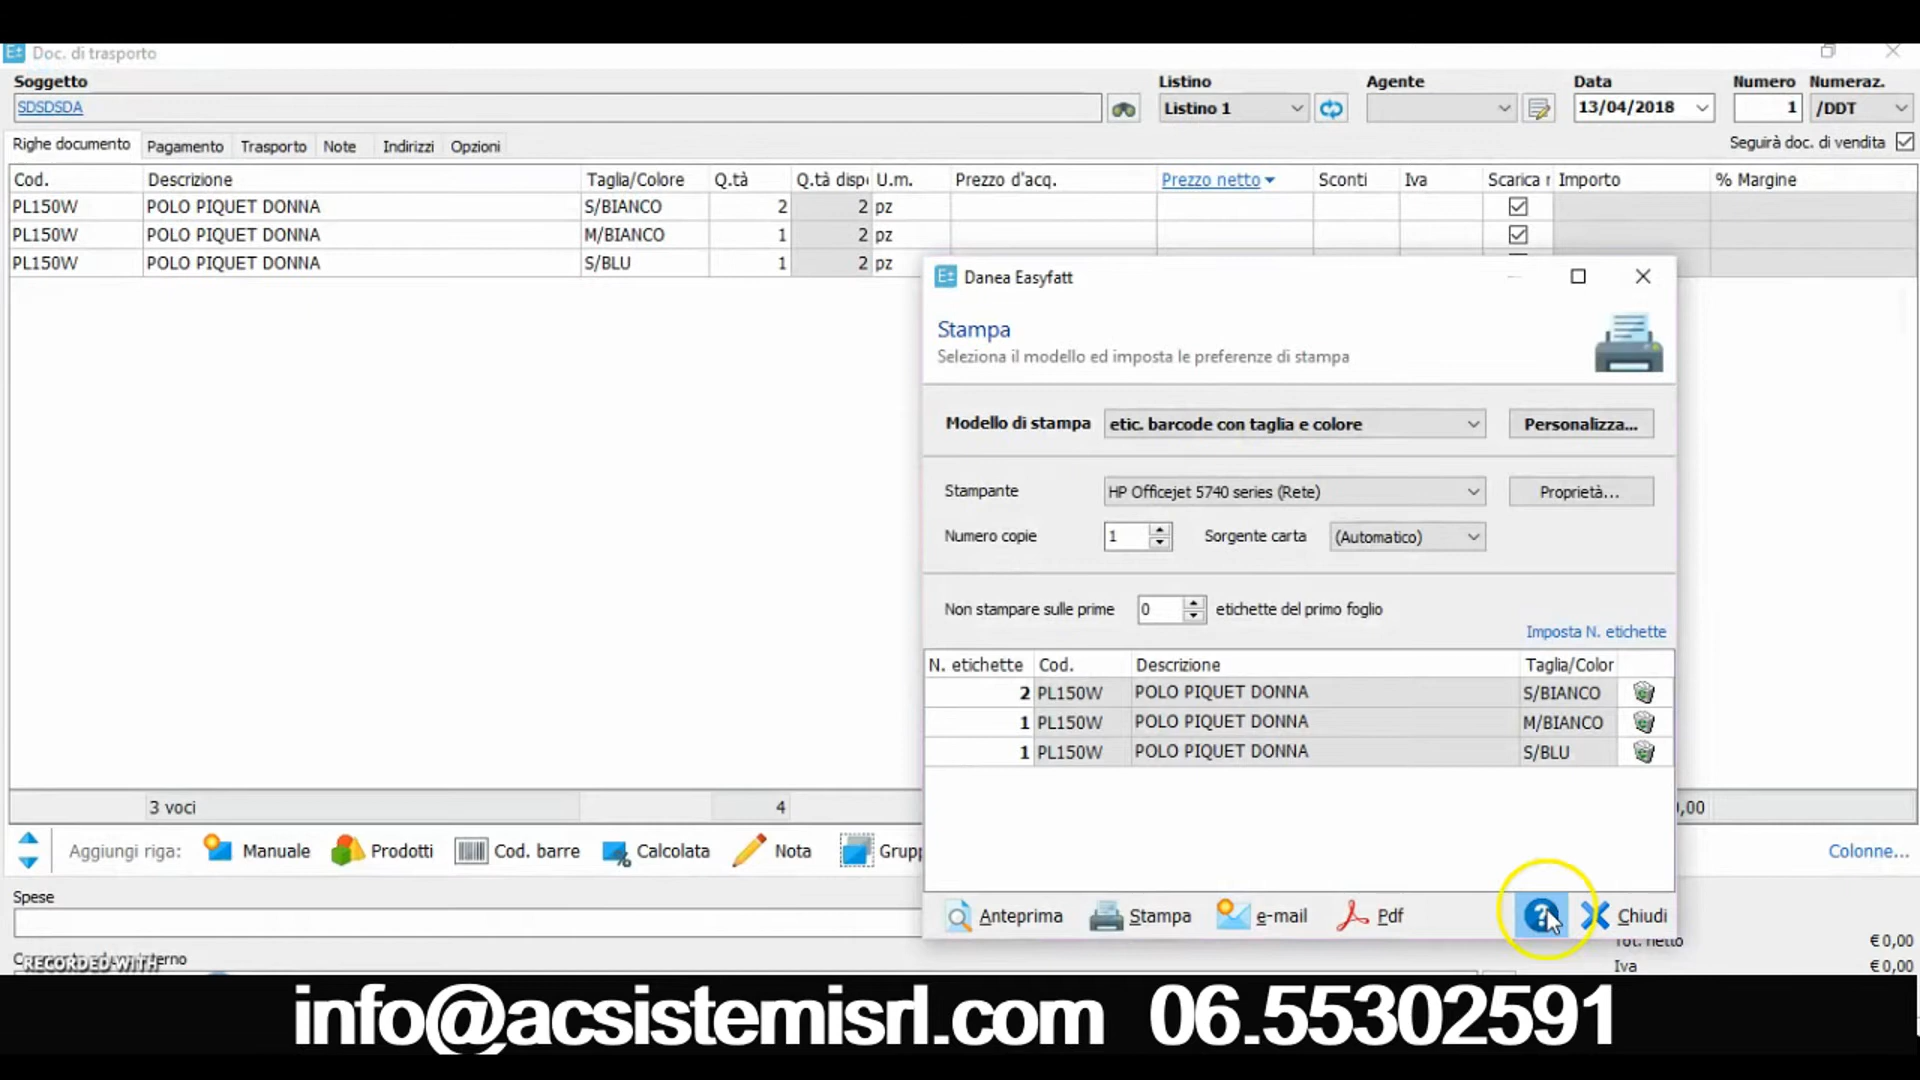 Doc. di trasporto
Soggetto Listino Agente Data Numero Numeraz.
SDSDSDA Listino 1 13/04/2018 1 /DDT
Righe documento Pagamento Trasporto Note Indirizzi Opzioni Seguirà doc. di vendita
Cod. Descrizione Taglia/Colore Q.tà Q.tà dispo U.m. Prezzo d'acq. Prezzo netto Sconti Iva Scarica Importo % Margine
PL150W POLO PIQUET DONNA S/BIANCO 2 2 pz
PL150W POLO PIQUET DONNA M/BIANCO 1 2 pz
PL150W POLO PIQUET DONNA S/BLU 1 2 pz
Danea Easyfatt
Stampa
Seleziona il modello ed imposta le preferenze di stampa
Modello di stampa etic. barcode con taglia e colore Personalizza...
Stampante HP Officejet 5740 series (Rete) Proprietà...
Numero copie 1 Sorgente carta (Automatico)
Non stampare sulle prime 0 etichette del primo foglio
Imposta N. etichette
N. etichette Cod. Descrizione Taglia/Color
2 PL150W POLO PIQUET DONNA S/BIANCO
1 PL150W POLO PIQUET DONNA M/BIANCO
1 PL150W POLO PIQUET DONNA S/BLU
3 voci 4 ,00
Aggiungi riga: Manuale Prodotti Cod. barre Calcolata Nota Grupp Colonne...
Spese
Anteprima Stampa e-mail Pdf Chiudi
Tot. netto € 0,00
RECORDED WITH
Iva € 0,00
info@acsistemisrl.com 06.55302591